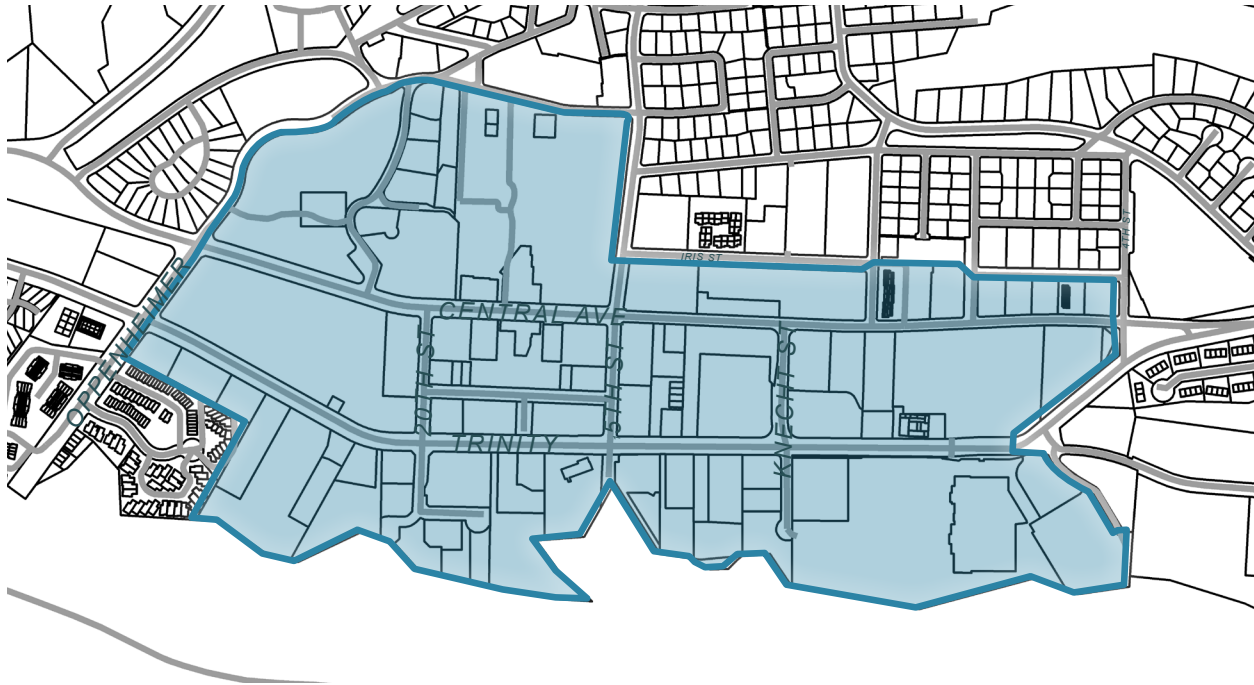 4TH ST
IRIS ST
OPPENHEIMER
CENTRAL AVE
20TH ST
15TH ST
KNECHT ST
TRINITY